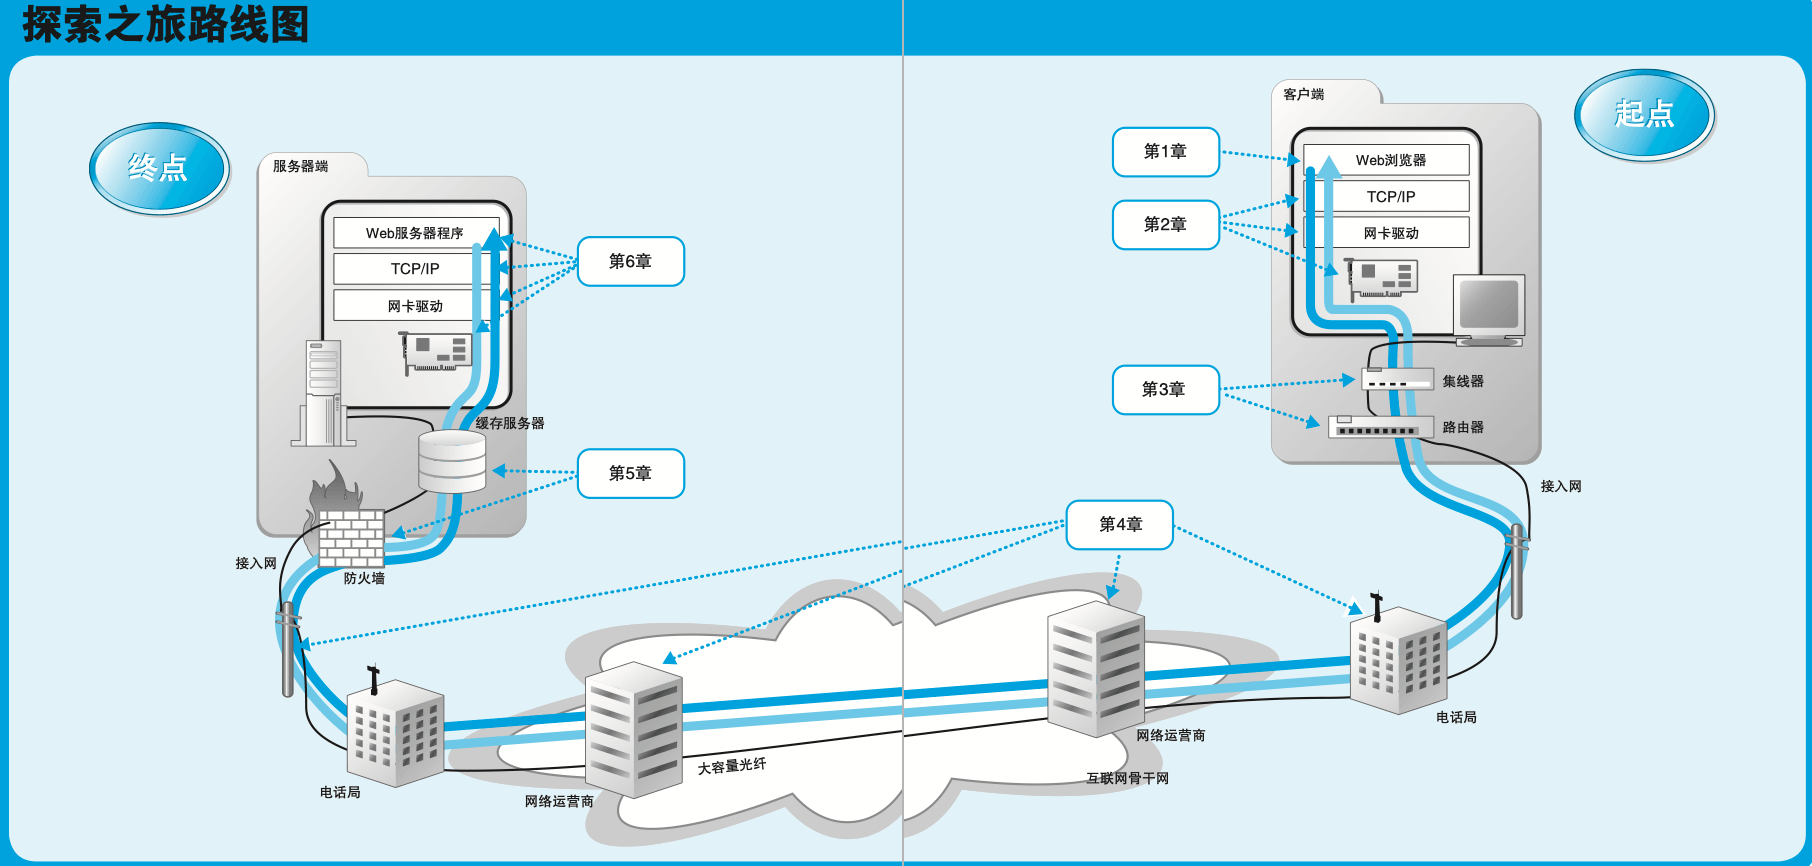 探索之旅路线图
终点
服务器端
Web服务器程序
TCP/IP
网卡驱动
第6章
缓存服务器
第5章
接入网
防火墙
电话局
网络运营商
大容量光纤
起点
客户端
第1章
Web浏览器
TCP/IP
第2章
网卡驱动
第3章
集线器
路由器
接入网
第4章
电话局
网络运营商
互联网骨干网